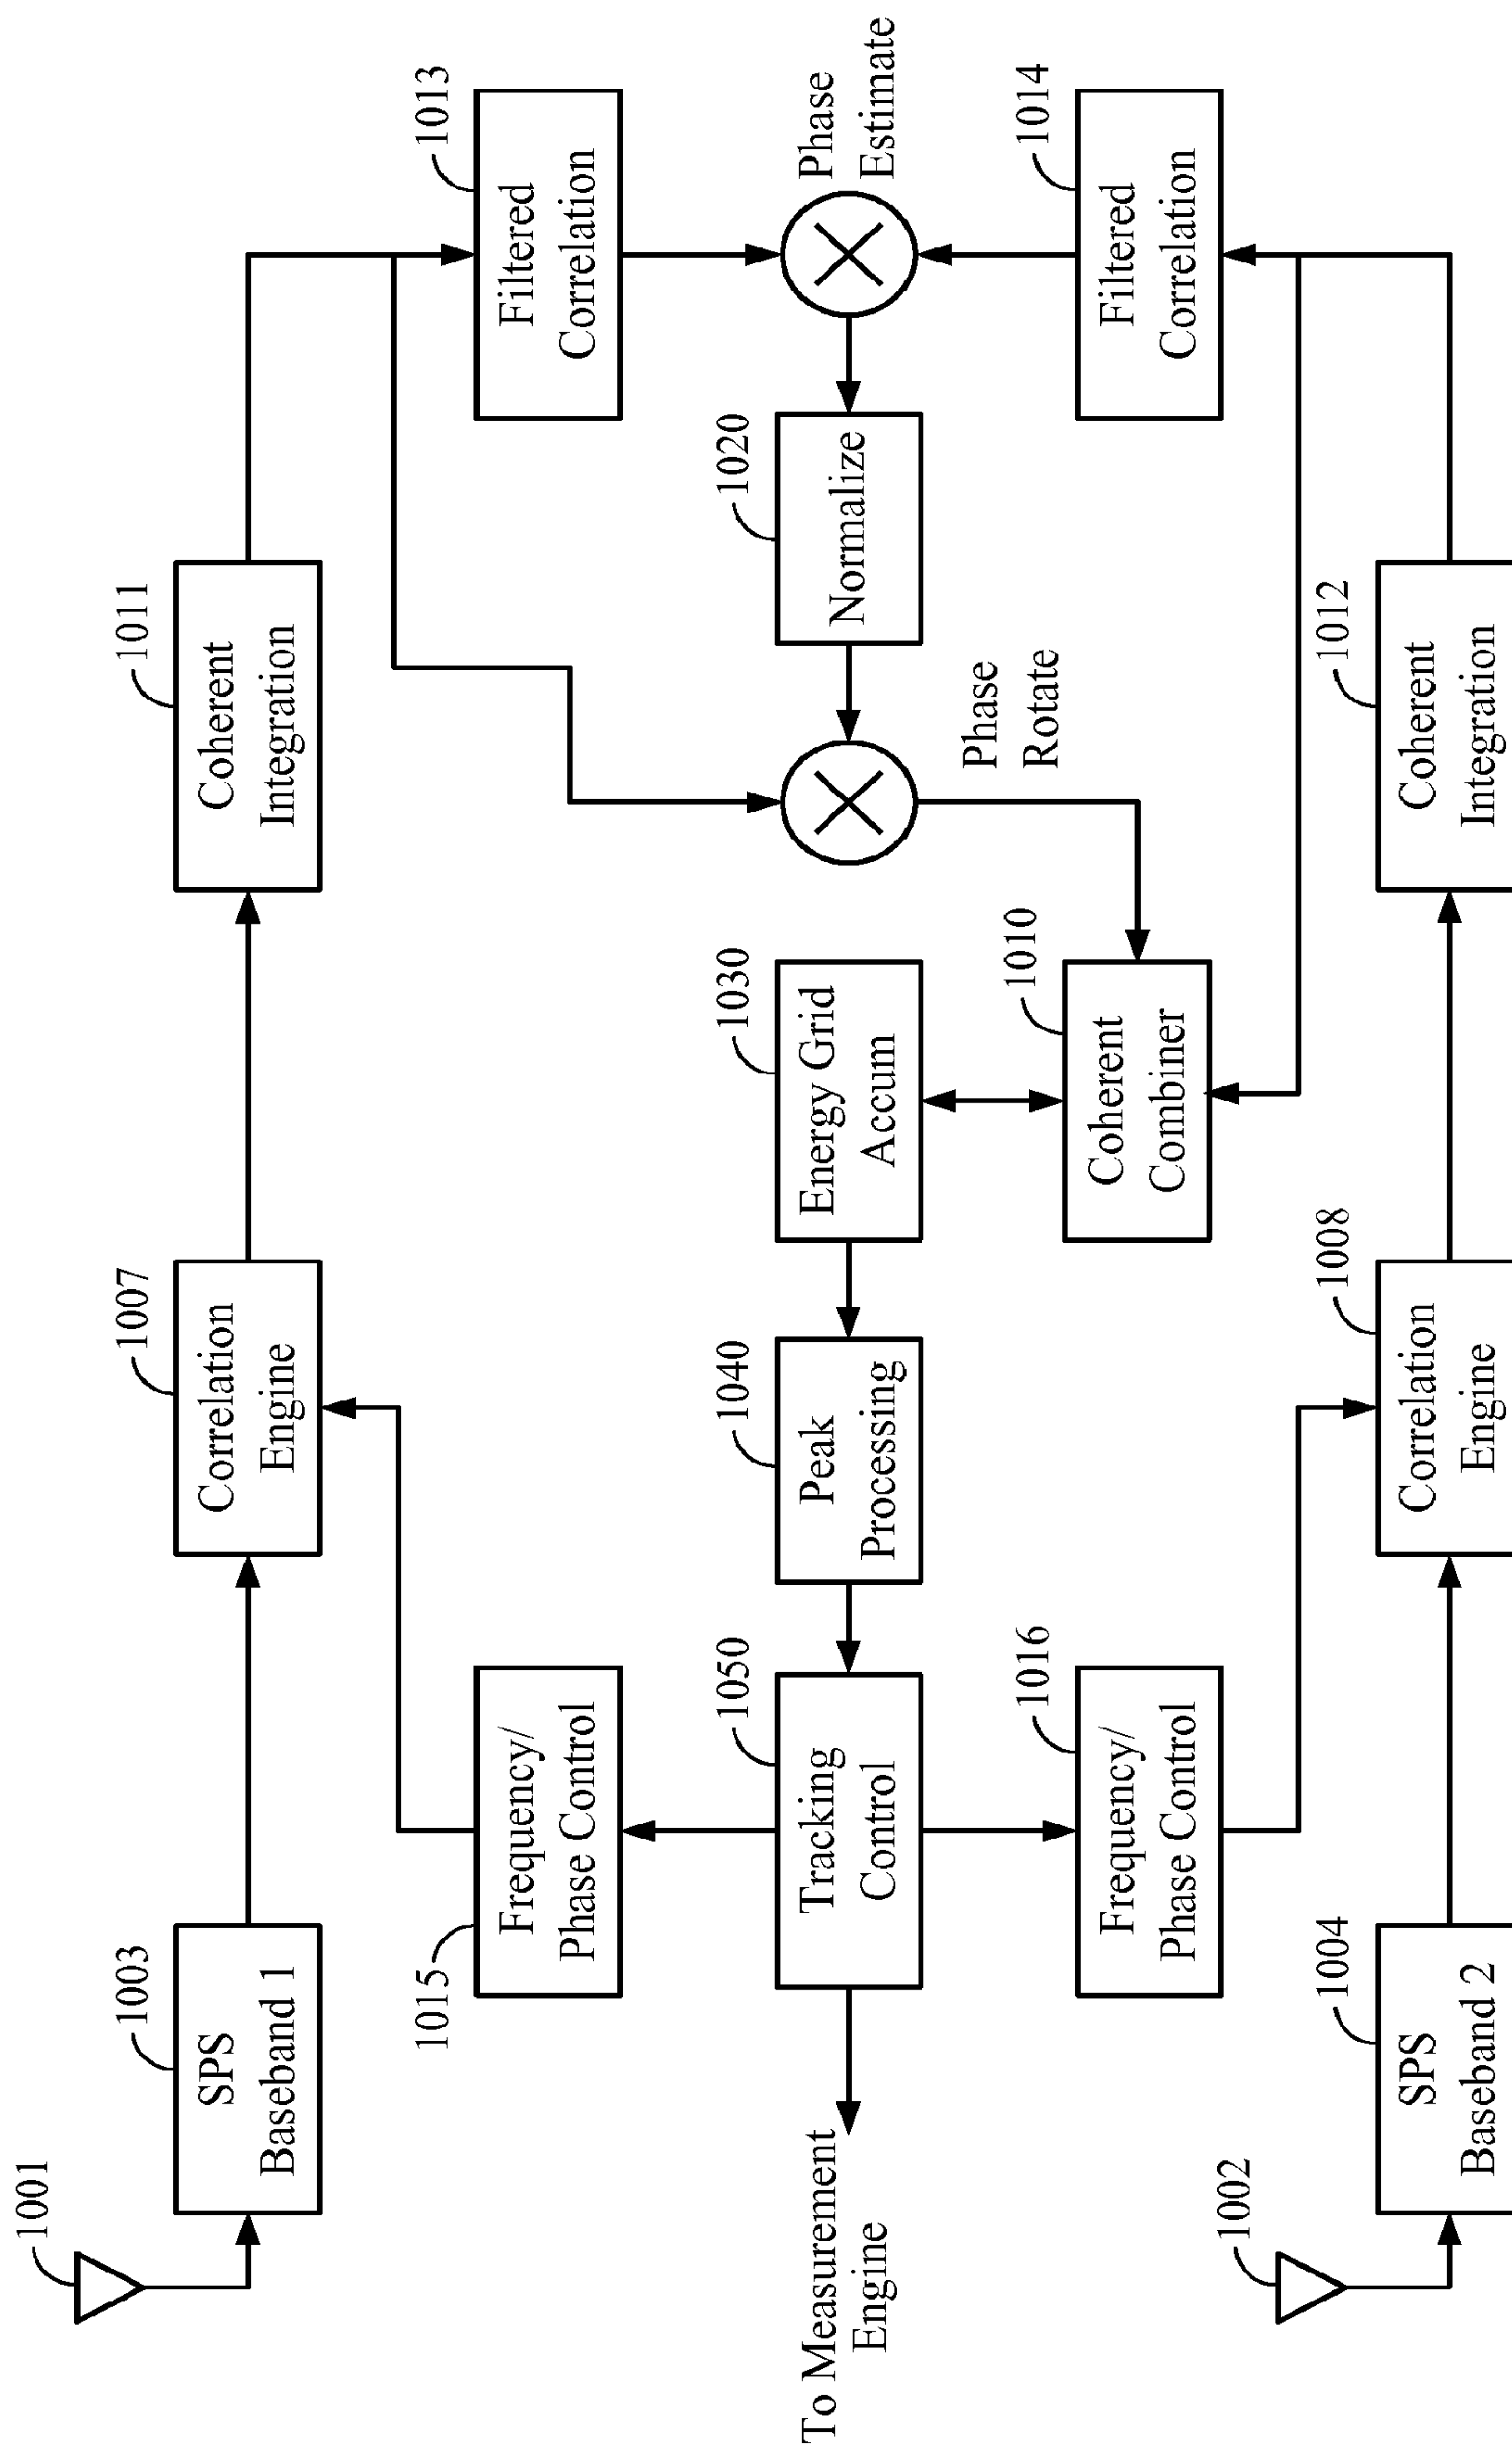 1001
1003
SPS
Baseband 1
1007
Correlation
Engine
1011
Coherent
Integration
1015
Frequency/
Phase Control
1013
Filtered
Correlation
To Measurement
Engine
1050
Tracking
Control
1040
Peak
Processing
1030
Energy Grid
Accum
1020
Normalize
Phase
Estimate
Phase
Rotate
1016
Frequency/
Phase Control
1010
Coherent
Combiner
1014
Filtered
Correlation
1002
1004
SPS
Baseband 2
1008
Correlation
Engine
1012
Coherent
Integration